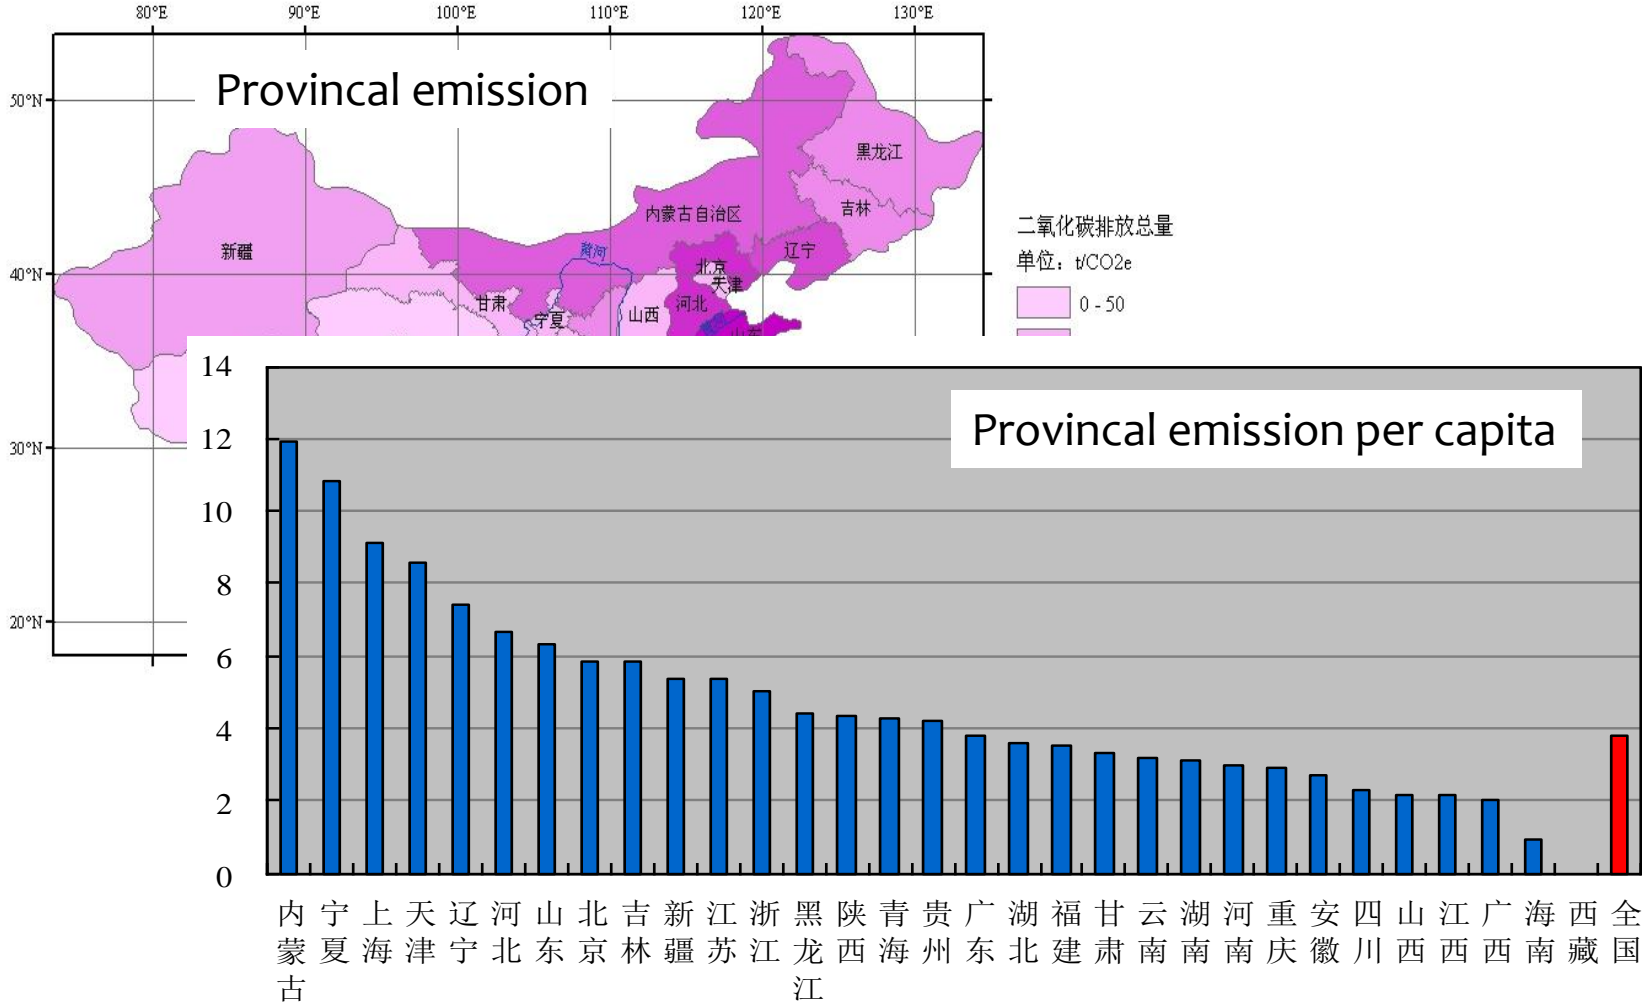 80°E 90°E 100°E 110°E 120°E 130°E
Provincal emission
50°N
黑龙江
内蒙古自治区
吉林
二氧化碳排放总量
新疆
黄河
辽宁
单位：t/CO2e
北京
40°N
天津
甘肃
宁夏
山西
河北
0 - 50
山东
14
Provincal emission per capita
12
30°N
10
8
20°N
6
4
2
0
内蒙古 宁夏 上海 天津 辽宁 河北 山东 北京 吉林 新疆 江苏 浙江 黑龙江 陕西 青海 贵州 广东 湖北 福建 甘肃 云南 湖南 河南 重庆 安徽 四川 山西 江西 广西 海南 西藏 全国